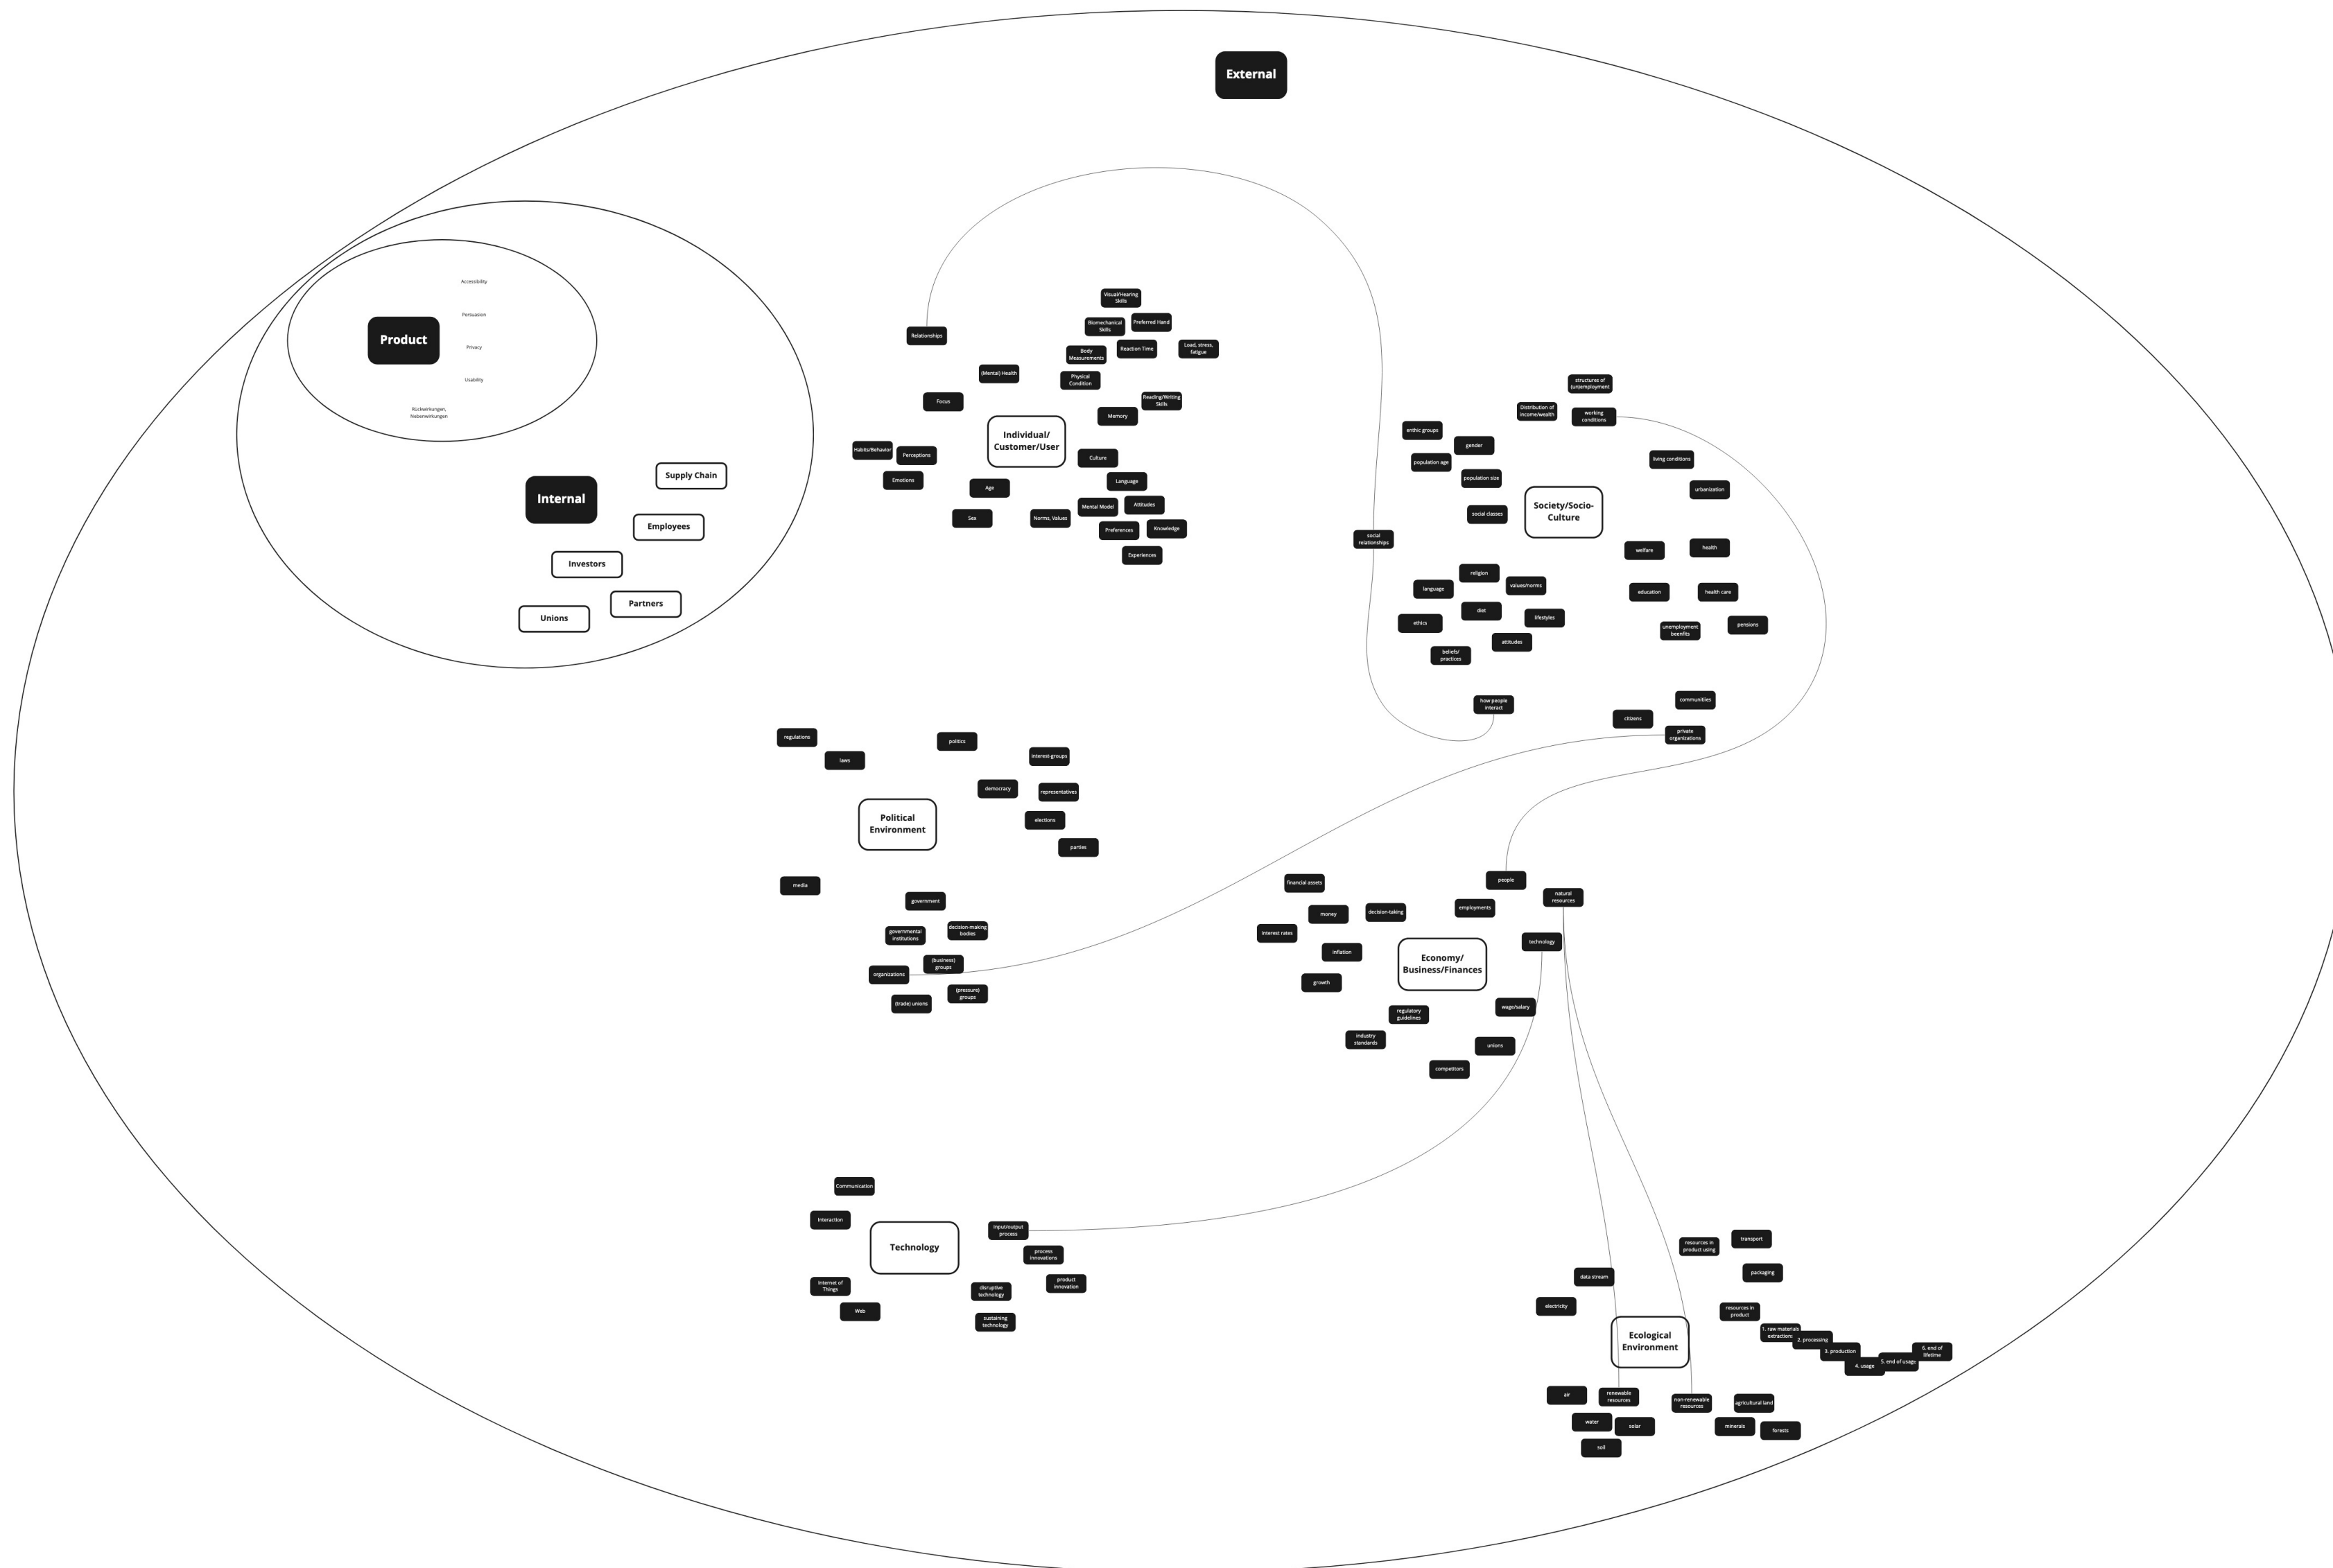 External
Accessibility
Persuasion
Product
Privacy
Usability
Rückwirkungen,
Nebenwirkungen
Internal
Supply Chain
Employees
Investors
Partners
Unions
Relationships
(Mental) Health
Focus
Habits/Behavior
Perceptions
Emotions
Age
Sex
Individual/
Customer/User
Visual/Hearing
Skills
Biomechanical
Skills
Preferred Hand
Body
Measurements
Reaction Time
Load, stress,
fatigue
Physical
Condition
Reading/Writing
Skills
Memory
Culture
Language
Mental Model
Attitudes
Norms, Values
Preferences
Knowledge
Experiences
social
relationships
structures of
(un)employment
Distribution of
income/wealth
working
conditions
enthic groups
gender
population age
population size
social classes
Society/Socio-
Culture
living conditions
urbanization
welfare
health
education
health care
unemployment
beenfits
pensions
religion
language
values/norms
diet
ethics
lifestyles
attitudes
beliefs/
practices
how people
interact
communitiies
citizens
private
organizations
regulations
laws
politics
interest-groups
democracy
representatives
elections
parties
Political
Environment
media
government
governmental
institutions
decision-making
bodies
(business)
groups
organizations
(pressure)
groups
(trade) unions
financial assets
money
decision-taking
interest rates
inflation
growth
people
natural
resources
employments
technology
Economy/
Business/Finances
wage/salary
regulatory
guidelines
industry
standards
unions
competitors
Communication
Interaction
Technology
input/output
process
process
innovations
product
innovation
disruptive
technology
sustaining
technology
Internet of
Things
Web
resources in
product using
transport
packaging
data stream
electricity
Ecological
Environment
resources in
product
1. raw materials
extractions
2. processing
3. production
4. usage
5. end of usage
6. end of
lifetime
air
renewable
resources
water
solar
soil
non-renewable
resources
agricultural land
minerals
forests